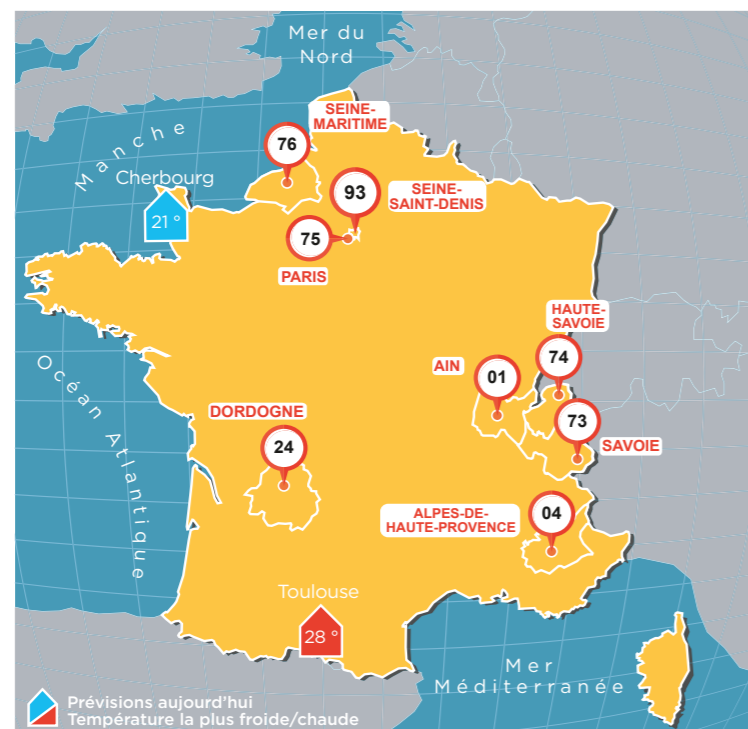 Mer du
Nord
Manche
SEINE-
MARITIME
76
Cherbourg
21 °
93
SEINE-
SAINT-DENIS
75
PARIS
HAUTE-
SAVOIE
74
AIN
01
73
SAVOIE
Océan Atlantique
DORDOGNE
24
ALPES-DE-
HAUTE-PROVENCE
04
Toulouse
28 °
Mer
Méditerranée
Prévisions aujourd'hui
Température la plus froide/chaude